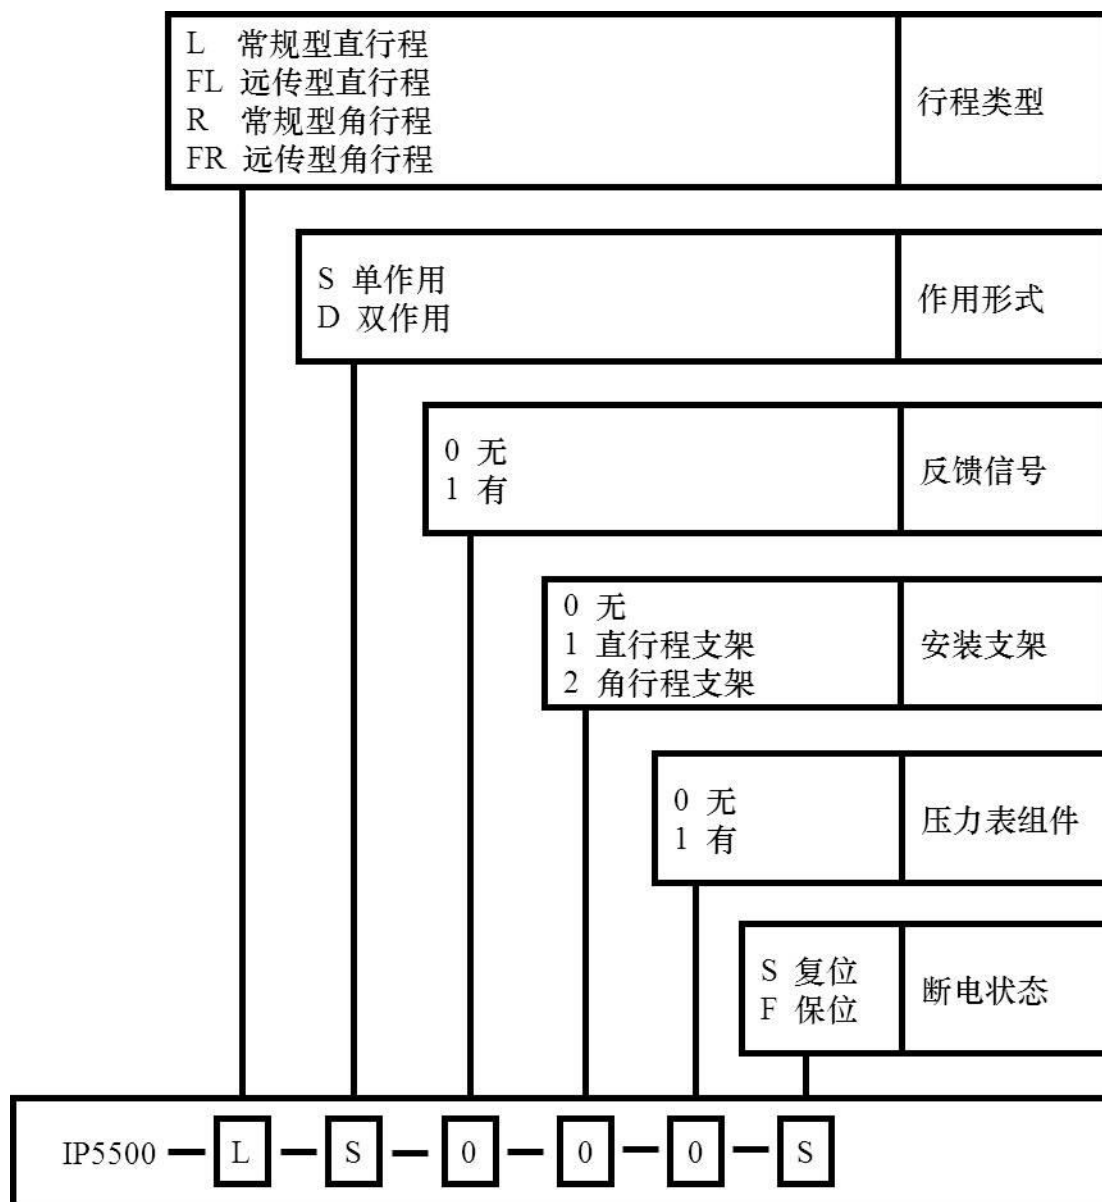 L 常规型直行程
FL 远传型直行程
R 常规型角行程
FR 远传型角行程
行程类型
S 单作用
D 双作用
作用形式
0 无
1 有
反馈信号
0 无
1 直行程支架
2 角行程支架
安装支架
0 无
1 有
压力表组件
S 复位
F 保位
断电状态
IP5500 — L — S — 0 — 0 — 0 — S